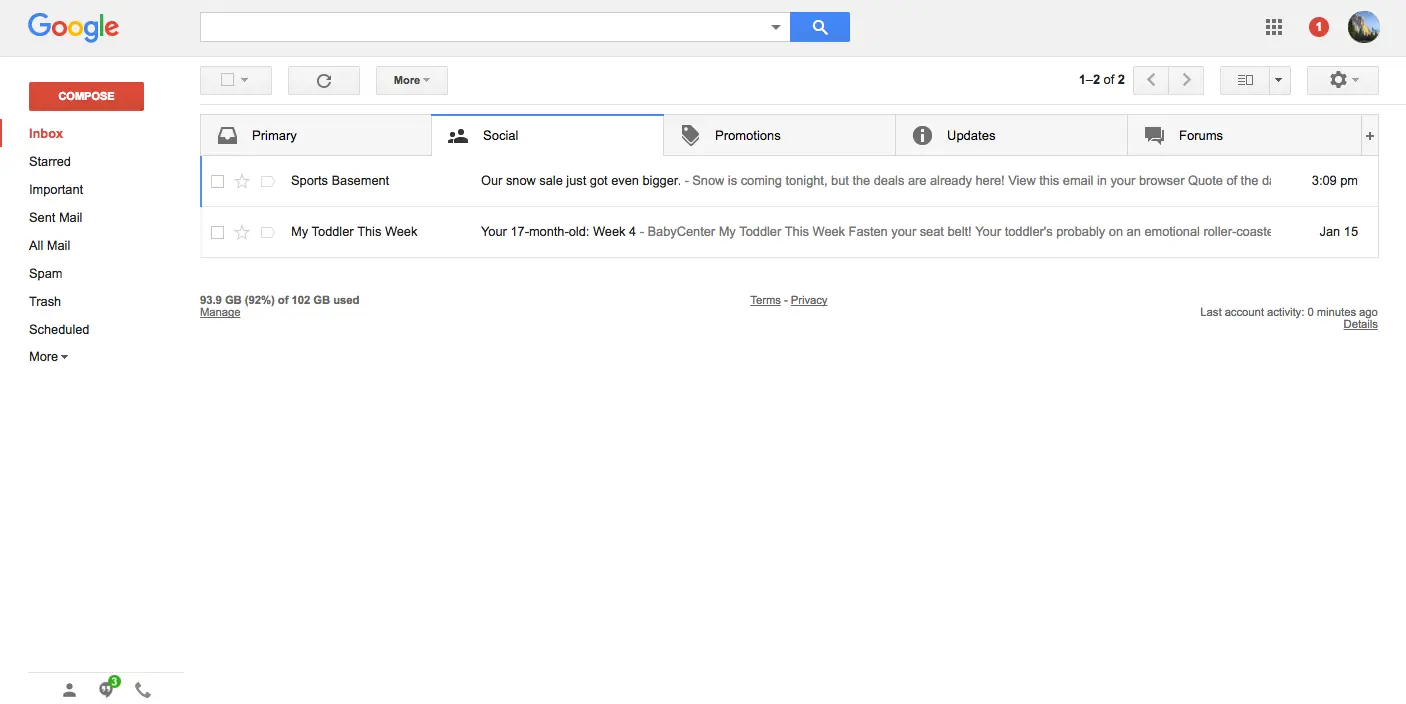 Google
1
COMPOSE
More
1–2 of 2
Inbox
Starred
Important
Sent Mail
All Mail
Spam
Trash
Scheduled
More
Primary
Social
Promotions
Updates
Forums
+
Sports Basement Our snow sale just got even bigger. - Snow is coming tonight, but the deals are already here! View this email in your browser Quote of the 3:09 pm
My Toddler This Week Your 17-month-old: Week 4 - BabyCenter My Toddler This Week Fasten your seat belt! Your toddler's probably on an emotional roller-coaste Jan 15
93.9 GB (92%) of 102 GB used
Manage
Terms - Privacy
Last account activity: 0 minutes ago
Details
3